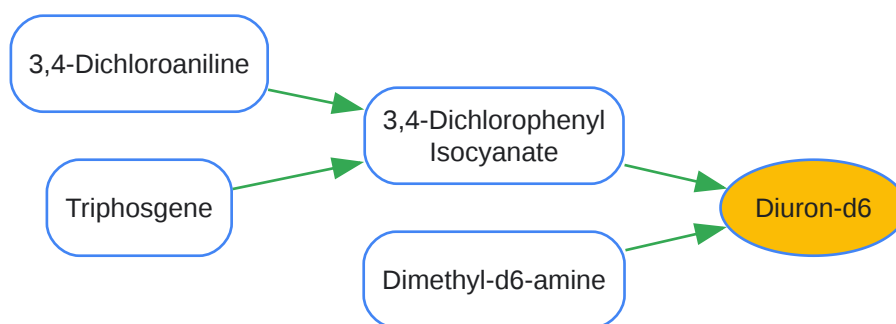 3,4-Dichloroaniline
3,4-Dichlorophenyl
Isocyanate
Triphosgene
Diuron-d6
Dimethyl-d6-amine